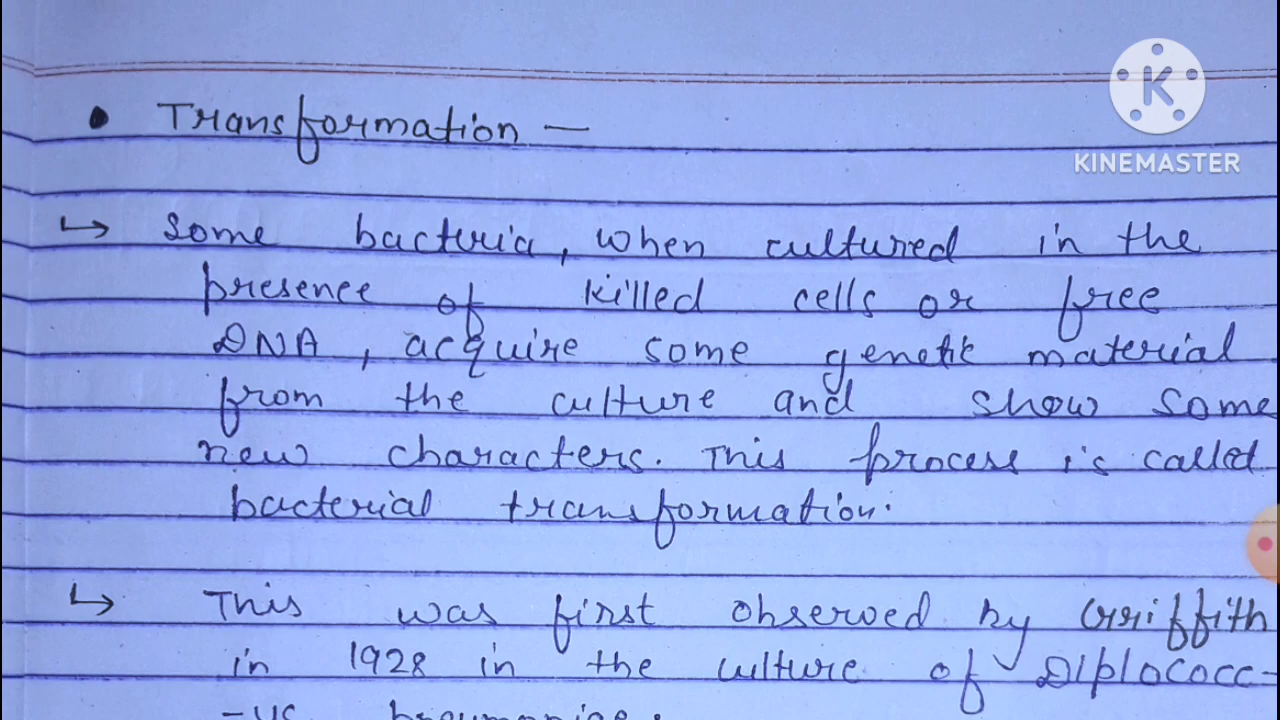 • Transformation —
KINEMASTER
↳ Some bacteria, when cultured in the
presence of killed cells or free
DNA, acquire some genetic material
from the culture and show some
new characters. This process is called
bacterial transformation.
↳ This was first observed by Griffith
in 1928 in the culture of Diplococc-
-us pneumoniae.